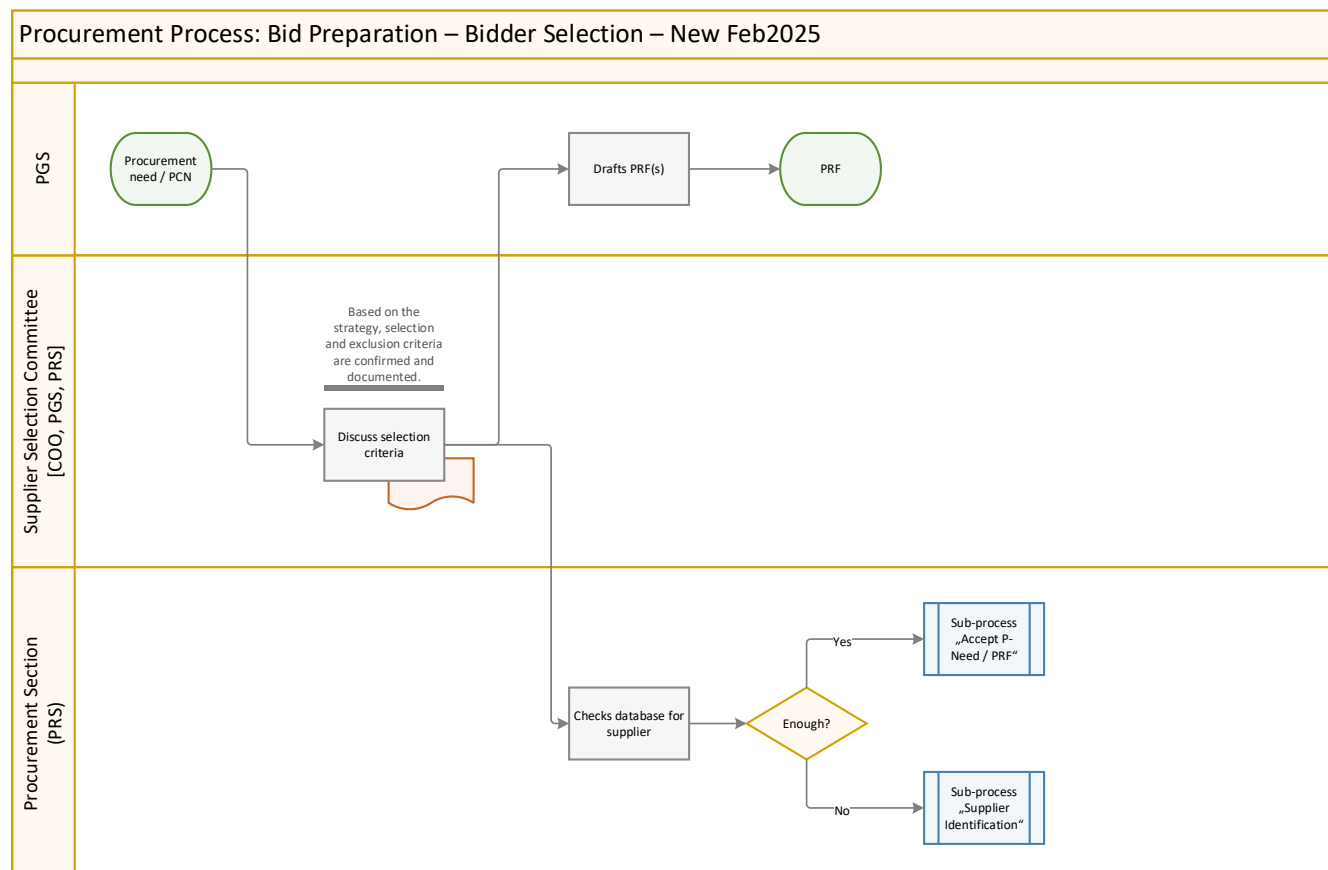 Procurement Process: Bid Preparation – Bidder Selection – New Feb2025
PGS
Procurement
need / PCN
Drafts PRF(s)
PRF
Supplier Selection Committee
[COO, PGS, PRS]
Based on the
strategy, selection
and exclusion criteria
are confirmed and
documented.
Discuss selection
criteria
Procurement Section
(PRS)
Checks database for
supplier
Enough?
Yes
Sub-process
„Accept P-
Need / PRF“
No
Sub-process
„Supplier
Identification“